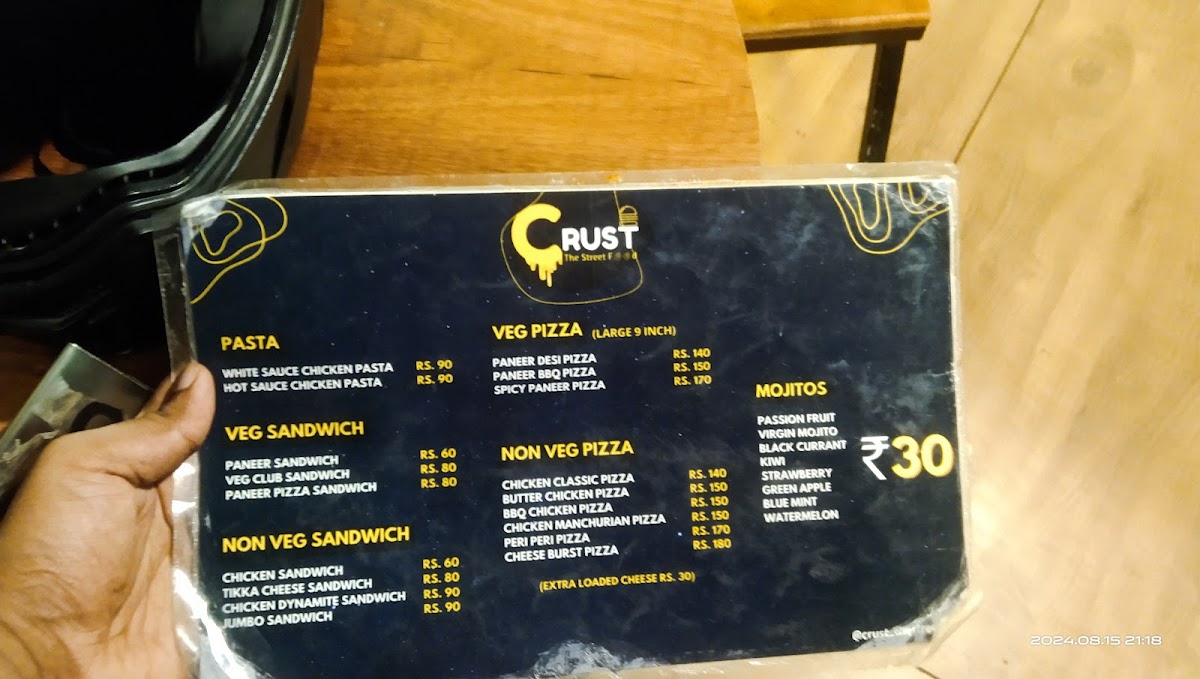 CRUST
The Street Food
PASTA
WHITE SAUCE CHICKEN PASTA RS. 90
HOT SAUCE CHICKEN PASTA RS. 90
VEG SANDWICH
PANEER SANDWICH RS. 60
VEG CLUB SANDWICH RS. 80
PANEER PIZZA SANDWICH RS. 80
NON VEG SANDWICH
CHICKEN SANDWICH RS. 60
TIKKA CHEESE SANDWICH RS. 80
CHICKEN DYNAMITE SANDWICH RS. 90
JUMBO SANDWICH RS. 90
VEG PIZZA (LARGE 9 INCH)
PANEER DESI PIZZA RS. 140
PANEER BBQ PIZZA RS. 150
SPICY PANEER PIZZA RS. 170
NON VEG PIZZA
CHICKEN CLASSIC PIZZA RS. 140
BUTTER CHICKEN PIZZA RS. 150
BBQ CHICKEN PIZZA RS. 150
CHICKEN MANCHURIAN PIZZA RS. 150
PERI PERI PIZZA RS. 170
CHEESE BURST PIZZA RS. 180
(EXTRA LOADED CHEESE RS. 30)
MOJITOS
PASSION FRUIT
VIRGIN MOJITO
BLACK CURRANT
KIWI
STRAWBERRY
GREEN APPLE
BLUE MINT
WATERMELON
₹30
2024.08.15 21:18